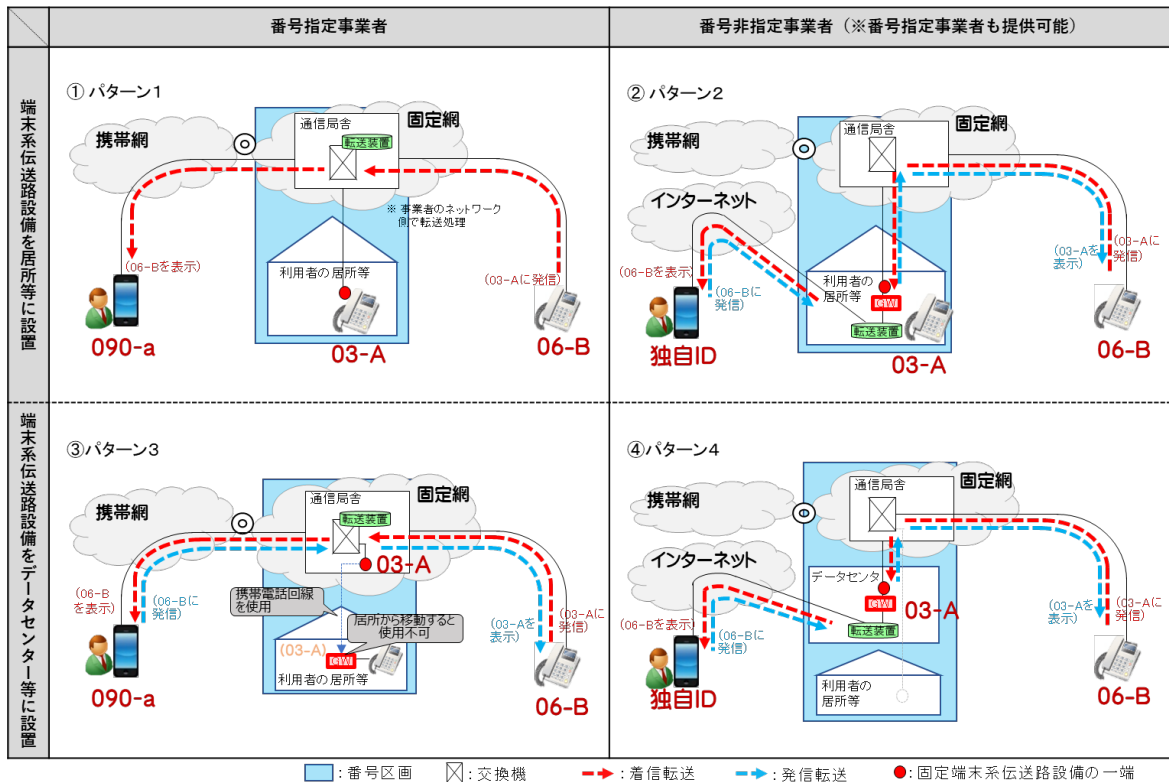 番号指定事業者
番号非指定事業者（※番号指定事業者も提供可能）
端末系伝送路設備を居所等に設置
① パターン１
携帯網
固定網
通信局舎
転送装置
※ 事業者のネットワーク
側で転送処理
(06-Bを表示)
利用者の居所等
(03-Aに発信)
090-a
03-A
06-B
② パターン２
携帯網
固定網
通信局舎
インターネット
(06-Bを表示)
(06-Bに
発信)
利用者の
居所等
GW
転送装置
(03-Aを
表示)
(03-Aに
発信)
独自ID
03-A
06-B
端末系伝送路設備をデータセンター等に設置
③パターン３
携帯網
固定網
通信局舎
転送装置
03-A
(06-B
を表示)
(06-Bに
発信)
携帯電話回線
を使用
居所から移動すると
使用不可
(03-A)
GW
利用者の居所等
(03-Aを
表示)
(03-Aに
発信)
090-a
06-B
④パターン４
携帯網
固定網
通信局舎
インターネット
データセンタ
GW
03-A
転送装置
(06-Bを表示)
(06-Bに
発信)
利用者の
居所等
(03-Aを
表示)
(03-Aに
発信)
独自ID
06-B
：番号区画
：交換機
：着信転送
：発信転送
：固定端末系伝送路設備の一端